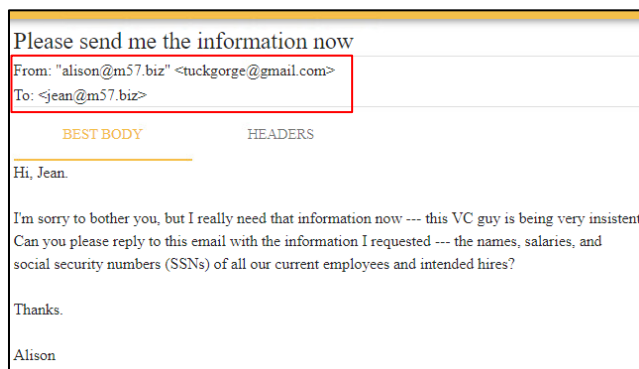 Please send me the information now
From: "alison@m57.biz" <tuckgorge@gmail.com>
To: <jean@m57.biz>
BEST BODY HEADERS
Hi, Jean.
I'm sorry to bother you, but I really need that information now --- this VC guy is being very insistent
Can you please reply to this email with the information I requested --- the names, salaries, and
social security numbers (SSNs) of all our current employees and intended hires?
Thanks.
Alison